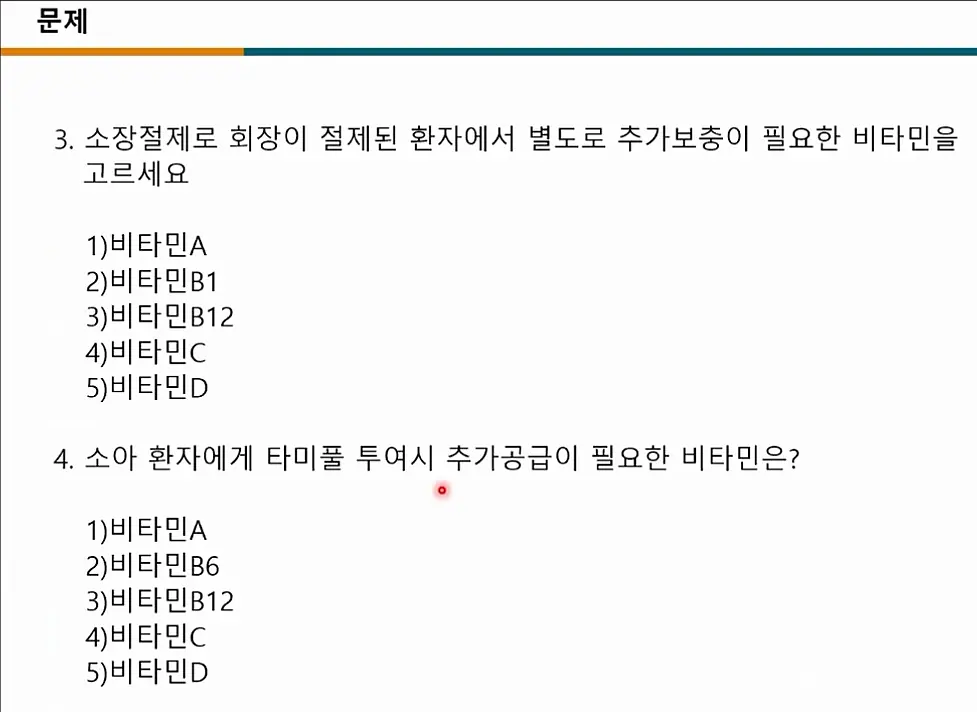 문제
3. 소장절제로 회장이 절제된 환자에서 별도로 추가보충이 필요한 비타민을
고르세요
1)비타민A
2)비타민B1
3)비타민B12
4)비타민C
5)비타민D
4. 소아 환자에게 타미풀 투여시 추가공급이 필요한 비타민은?
1)비타민A
2)비타민B6
3)비타민B12
4)비타민C
5)비타민D